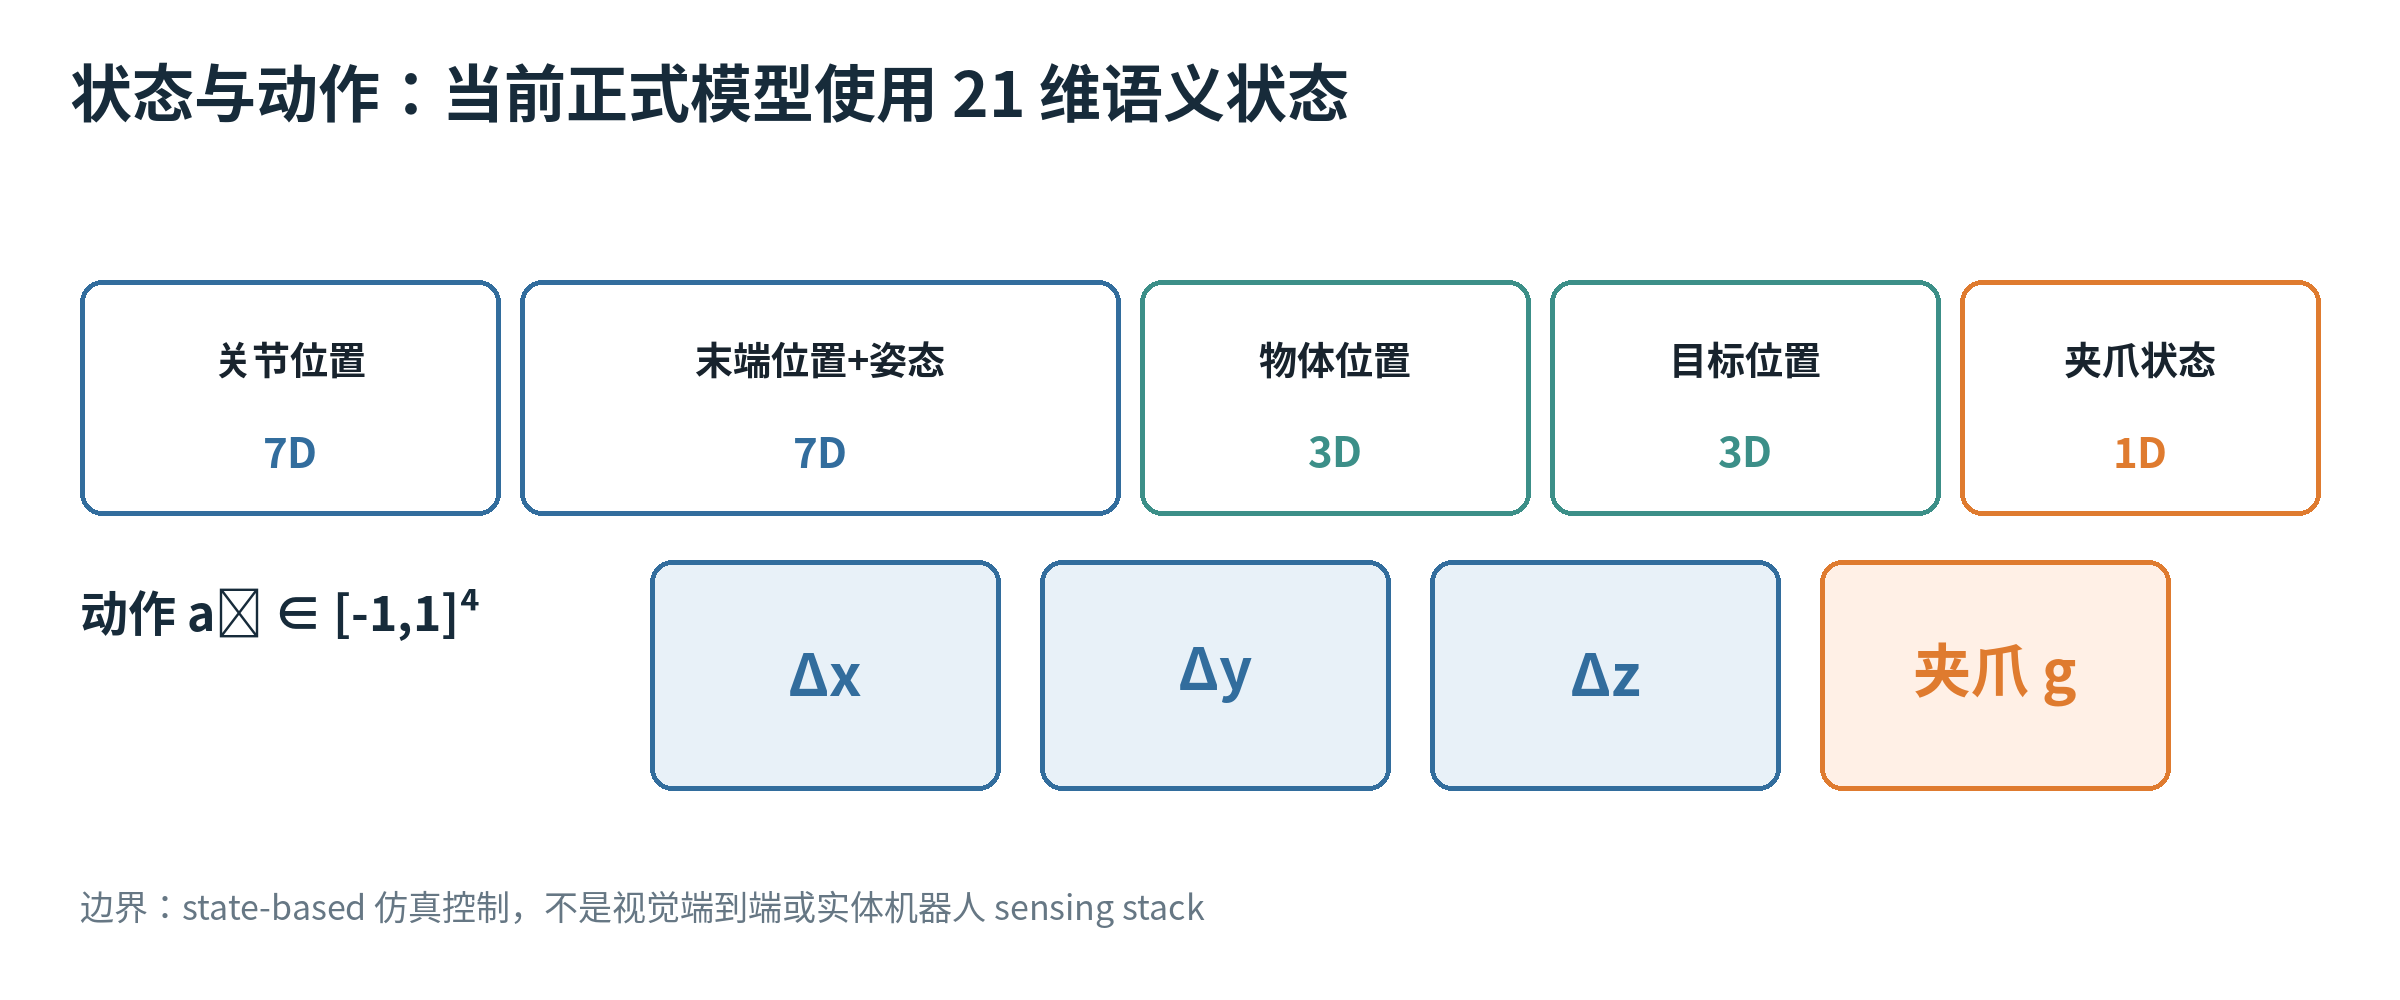 状态与动作：当前正式模型使用 21 维语义状态
关节位置
7D
末端位置+姿态
7D
物体位置
3D
目标位置
3D
夹爪状态
1D
动作 a ∈ [-1,1]⁴
Δx
Δy
Δz
夹爪 g
边界：state-based 仿真控制，不是视觉端到端或实体机器人 sensing stack